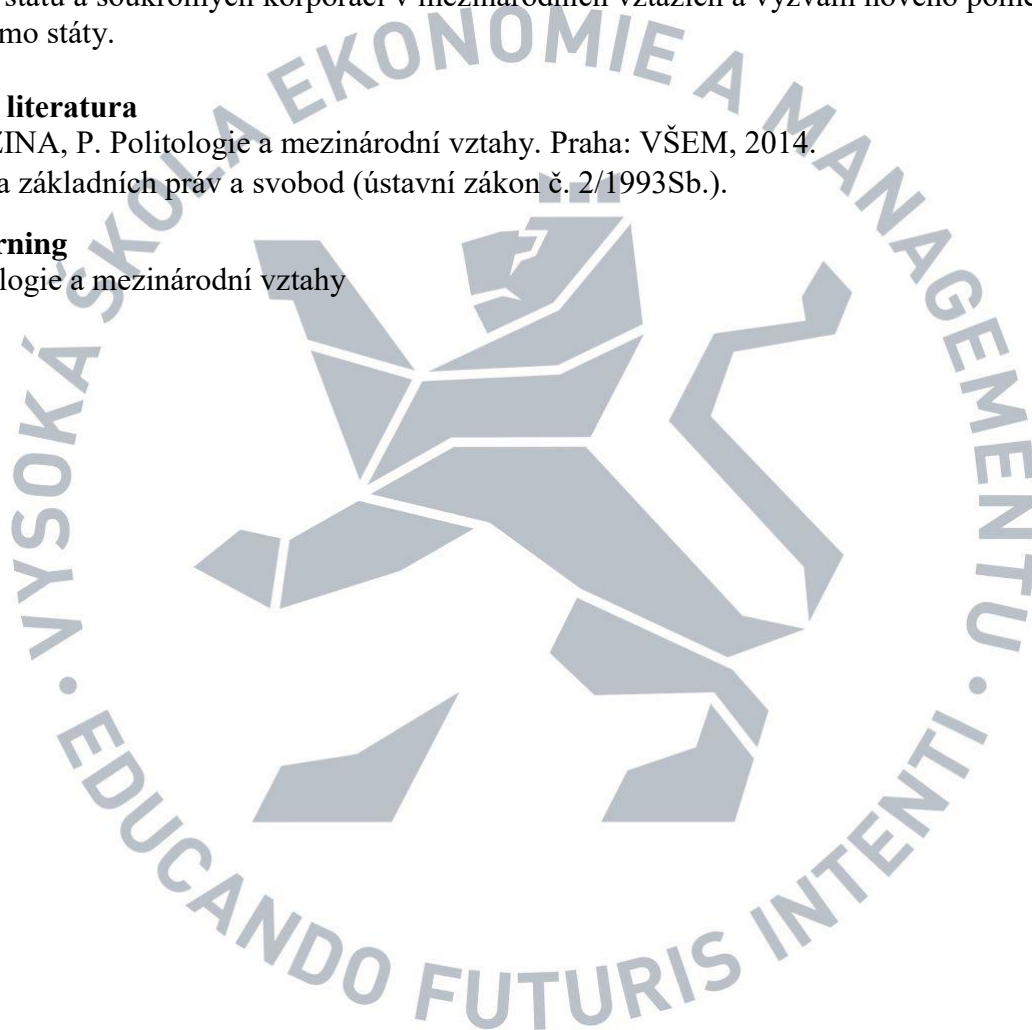 státu a soukromých korporací v mezinárodních vztazích a výzvám nového
mo státy.
literatura
ZINA, P. Politologie a mezinárodní vztahy. Praha: VŠEM, 2014.
a základních práv a svobod (ústavní zákon č. 2/1993Sb.).
rning
logie a mezinárodní vztahy
VYSOKÁ ŠKOLA EKONOMIE A MANAGEMENTU • EDUCANDO FUTURIS INTENTI •